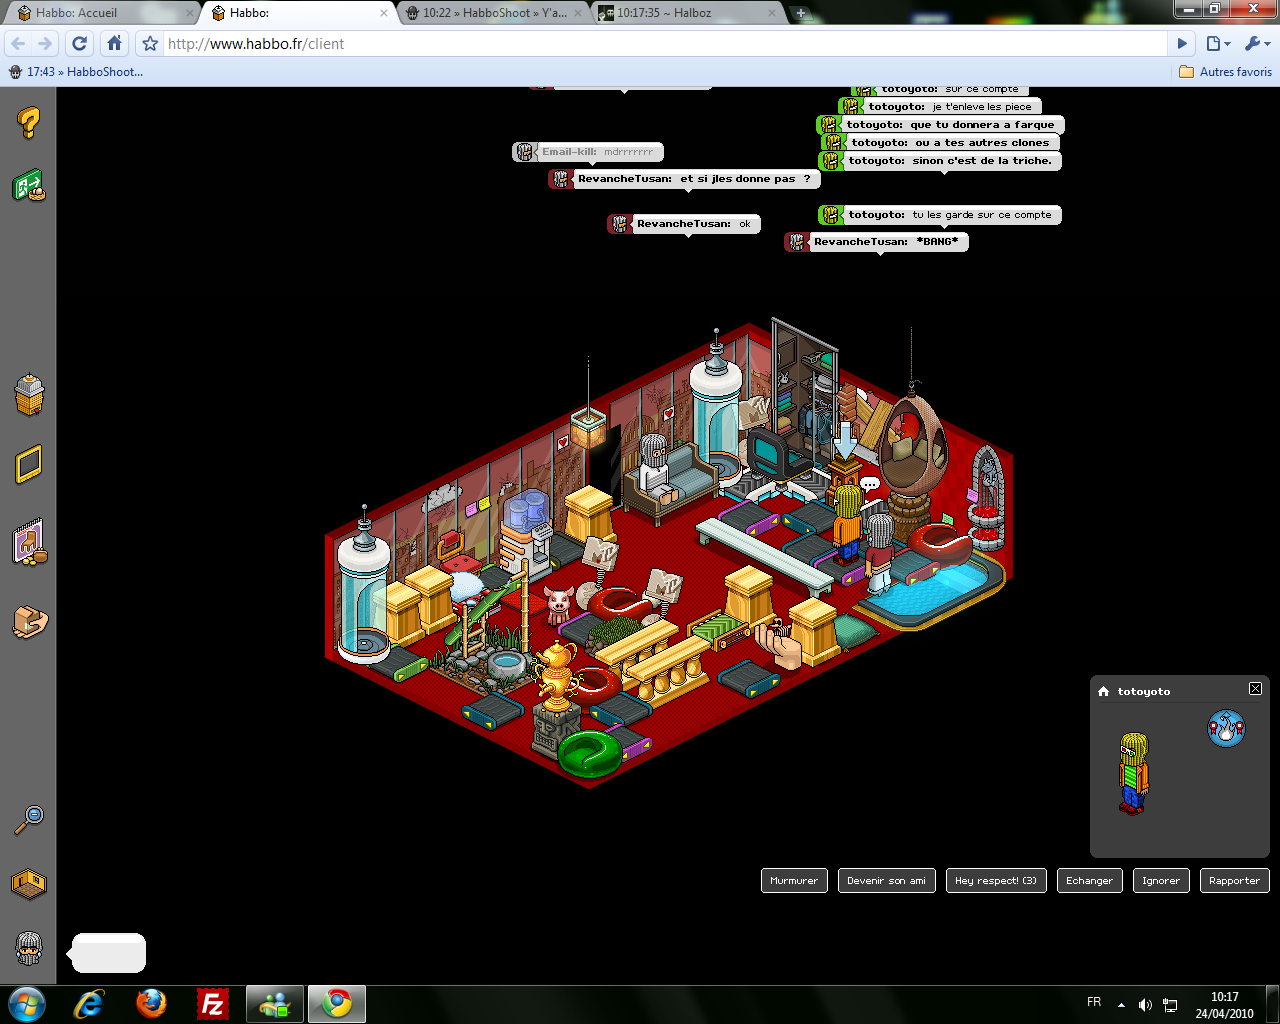 Habbo: Accueil
Habbo:
10:22 » HabboShoot » Y'a...
10:17:35 ~ Halboz
http://www.habbo.fr/client
17:43 » HabboShoot...
Autres favoris
totoyoto: sur ce compte
totoyoto: je t'enleve les piece
totoyoto: que tu donnera a farque
totoyoto: ou a tes autres clones
Email-kill: mdrrrrrrr
totoyoto: sinon c'est de la triche.
RevancheTusan: et si jles donne pas ?
totoyoto: tu les garde sur ce compte
RevancheTusan: ok
RevancheTusan: *BANG*
MTV
MTV
MTV
...
totoyoto
Murmurer
Devenir son ami
Hey respect! (3)
Echanger
Ignorer
Rapporter
FR
10:17
24/04/2010